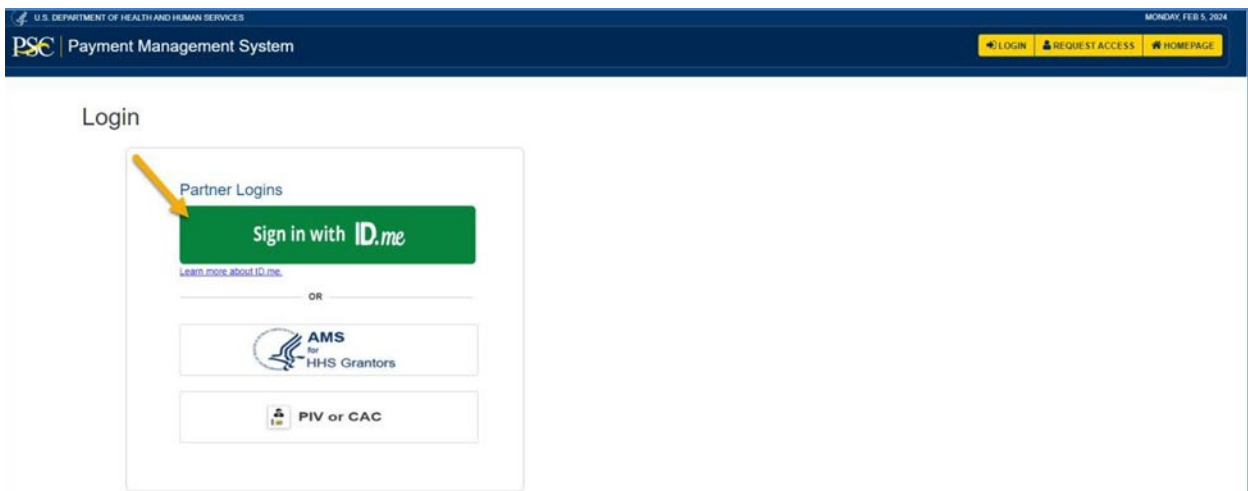 U.S. DEPARTMENT OF HEALTH AND HUMAN SERVICES
MONDAY, FEB 5, 2024
PSC Payment Management System
LOGIN REQUEST ACCESS HOMEPAGE
Login
Partner Logins
Sign in with ID.me
Learn more about ID.me.
OR
AMS
for
HHS Grantors
PIV or CAC